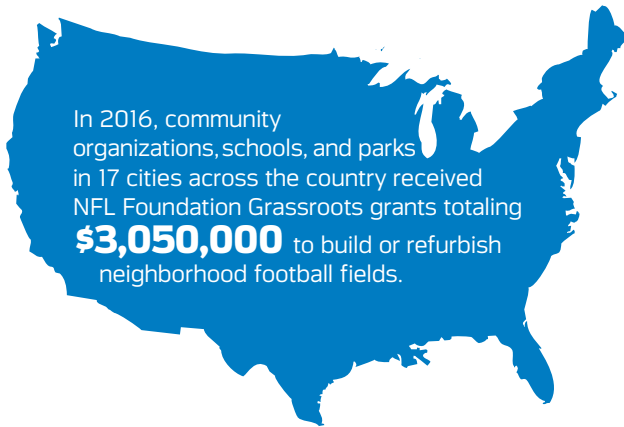 In 2016, community
organizations, schools, and parks
in 17 cities across the country received
NFL Foundation Grassroots grants totaling
$3,050,000 to build or refurbish
neighborhood football fields.